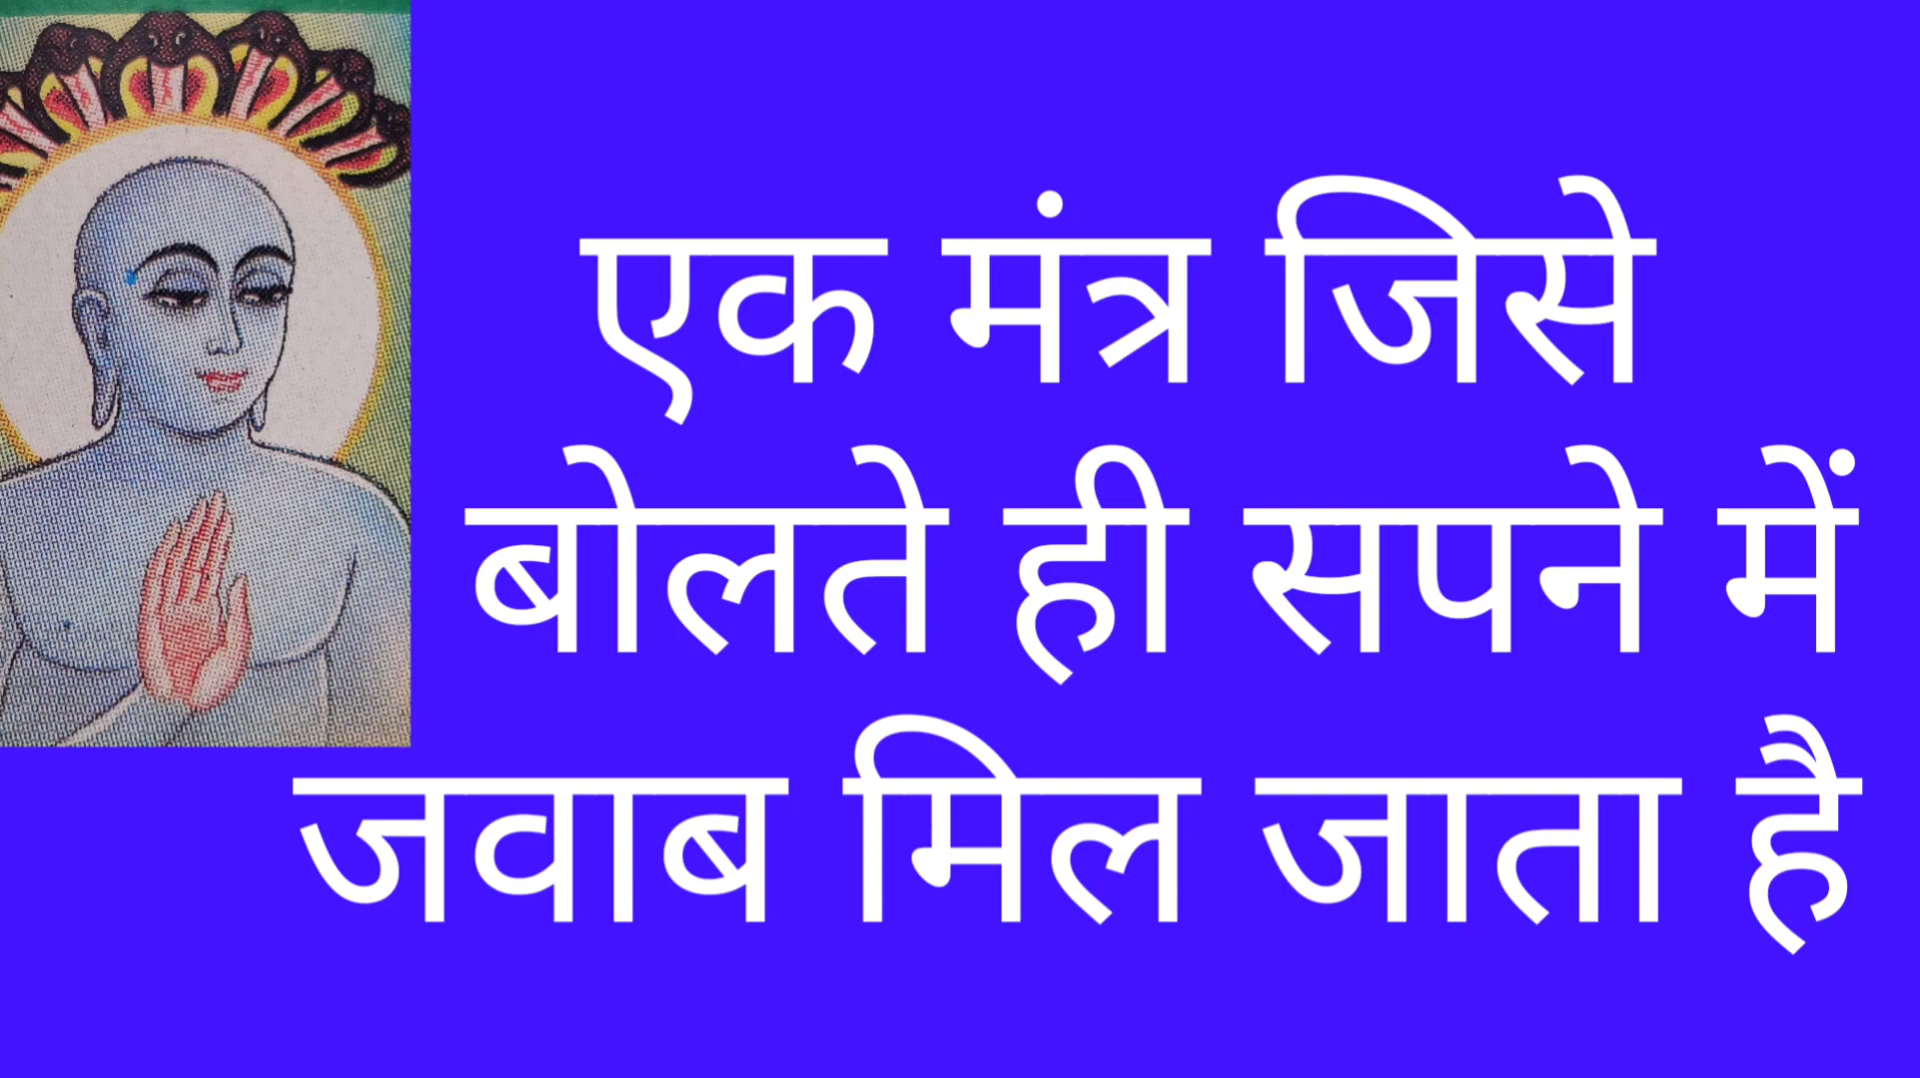 एक मंत्र जिसे
बोलते ही सपने में
जवाब मिल जाता है